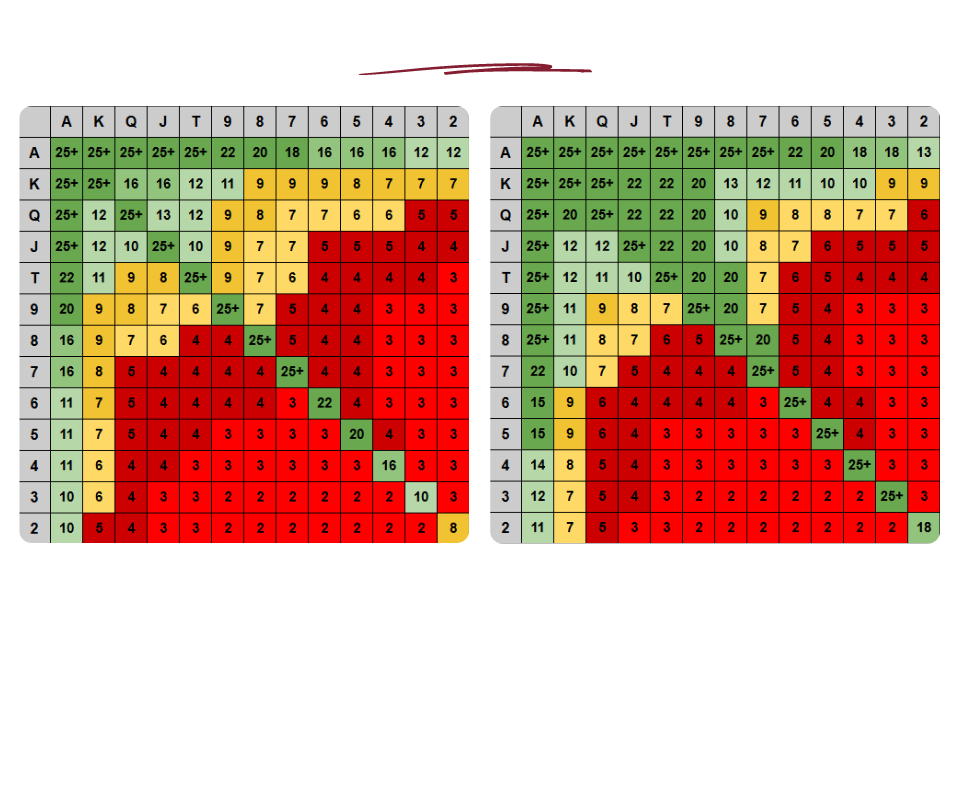 A K Q J T 9 8 7 6 5 4 3 2
A 25+ 25+ 25+ 25+ 25+ 22 20 18 16 16 16 12 12
K 25+ 25+ 16 16 12 11 9 9 9 8 7 7 7
Q 25+ 12 25+ 13 12 9 8 7 7 6 6 5 5
J 25+ 12 10 25+ 10 9 7 7 5 5 5 4 4
T 22 11 9 8 25+ 9 7 6 4 4 4 4 3
9 20 9 8 7 6 25+ 7 5 4 4 3 3 3
8 16 9 7 6 4 4 25+ 5 4 4 3 3 3
7 16 8 5 4 4 4 4 25+ 4 4 3 3 3
6 11 7 5 4 4 4 4 3 22 4 3 3 3
5 11 7 5 4 4 3 3 3 3 20 4 3 3
4 11 6 4 4 3 3 3 3 3 3 16 3 3
3 10 6 4 3 3 2 2 2 2 2 2 10 3
2 10 5 4 3 3 2 2 2 2 2 2 2 8
A K Q J T 9 8 7 6 5 4 3 2
A 25+ 25+ 25+ 25+ 25+ 25+ 25+ 25+ 22 20 18 18 13
K 25+ 25+ 25+ 22 22 20 13 12 11 10 10 9 9
Q 25+ 20 25+ 22 22 20 10 9 8 8 7 7 6
J 25+ 12 12 25+ 22 20 10 8 7 6 5 5 5
T 25+ 12 11 10 25+ 20 20 7 6 5 4 4 4
9 25+ 11 9 8 7 25+ 20 7 5 4 3 3 3
8 25+ 11 8 7 6 5 25+ 20 5 4 3 3 3
7 22 10 7 5 4 4 4 25+ 5 4 3 3 3
6 15 9 6 4 4 4 4 3 25+ 4 4 3 3
5 15 9 6 4 3 3 3 3 3 25+ 4 3 3
4 14 8 5 4 3 3 3 3 3 3 25+ 3 3
3 12 7 5 4 3 2 2 2 2 2 2 25+ 3
2 11 7 5 3 3 2 2 2 2 2 2 2 18